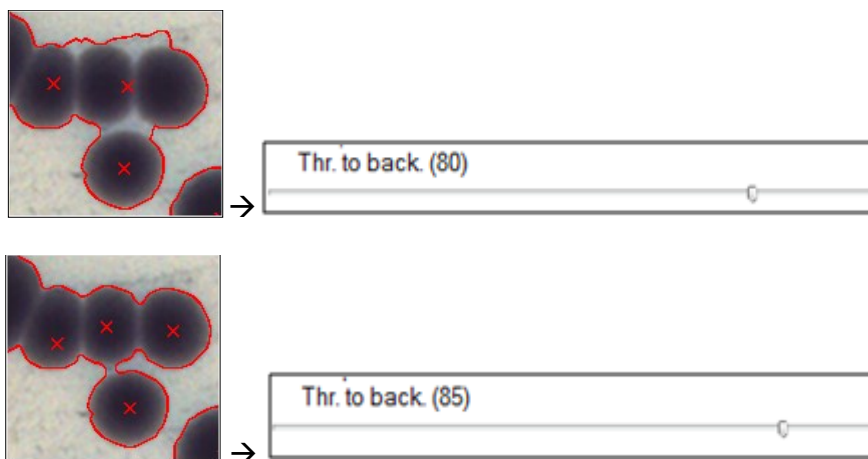 Thr. to back. (80)
→
Thr. to back. (85)
→